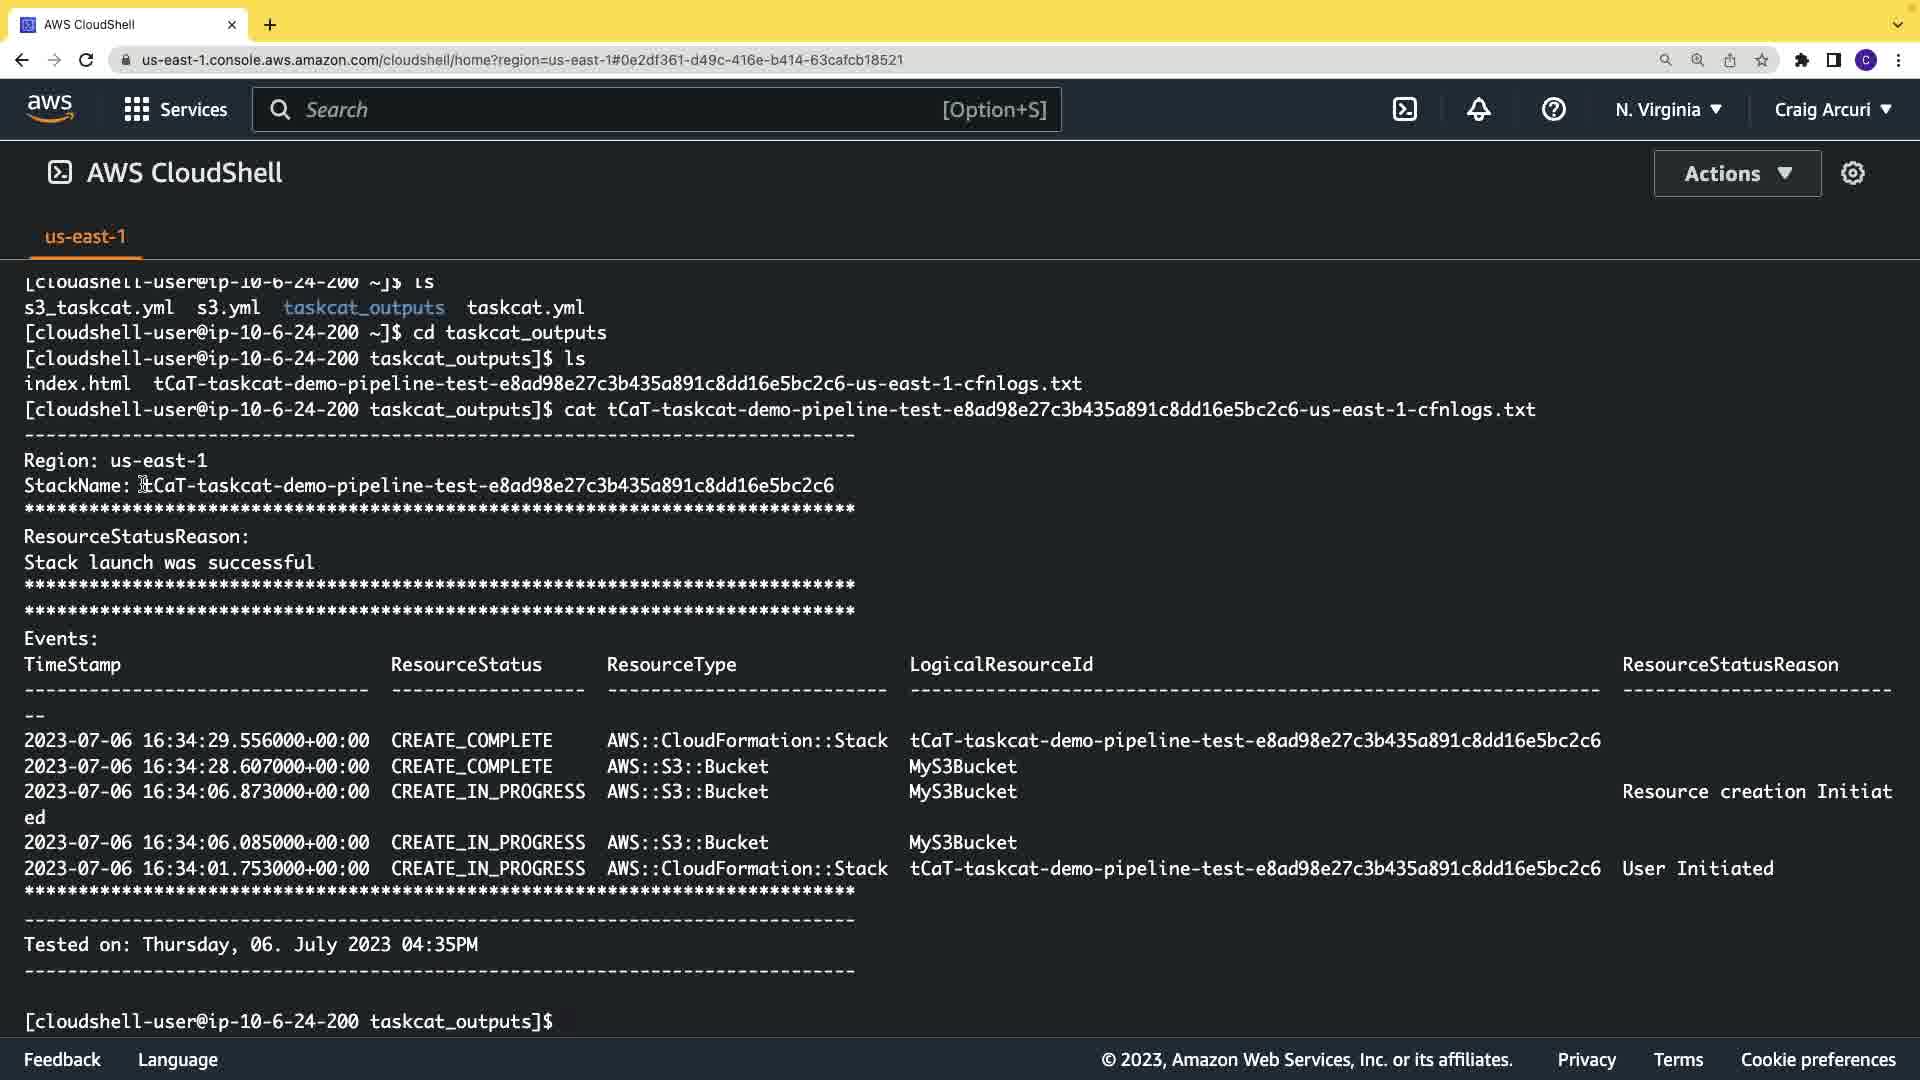 AWS CloudShell
us-east-1.console.aws.amazon.com/cloudshell/home?region=us-east-1#0e2df361-d49c-416e-b414-63cafcb18521
C
aws
Services
Search
[Option+S]
N. Virginia
Craig Arcuri
AWS CloudShell
Actions
us-east-1
[cloudshell-user@ip-10-6-24-200 ~]$ ls
s3_taskcat.yml  s3.yml  taskcat_outputs  taskcat.yml
[cloudshell-user@ip-10-6-24-200 ~]$ cd taskcat_outputs
[cloudshell-user@ip-10-6-24-200 taskcat_outputs]$ ls
index.html  tCaT-taskcat-demo-pipeline-test-e8ad98e27c3b435a891c8dd16e5bc2c6-us-east-1-cfnlogs.txt
[cloudshell-user@ip-10-6-24-200 taskcat_outputs]$ cat tCaT-taskcat-demo-pipeline-test-e8ad98e27c3b435a891c8dd16e5bc2c6-us-east-1-cfnlogs.txt
-----------------------------------------------------------------------------
Region: us-east-1
StackName: tCaT-taskcat-demo-pipeline-test-e8ad98e27c3b435a891c8dd16e5bc2c6
*****************************************************************************
ResourceStatusReason:
Stack launch was successful
*****************************************************************************
*****************************************************************************
Events:
TimeStamp  ResourceStatus  ResourceType  LogicalResourceId  ResourceStatusReason
--------------------------------  ------------------  --------------------------  ----------------------------------------------------------------  -------------------------
--
2023-07-06 16:34:29.556000+00:00  CREATE_COMPLETE  AWS::CloudFormation::Stack  tCaT-taskcat-demo-pipeline-test-e8ad98e27c3b435a891c8dd16e5bc2c6
2023-07-06 16:34:28.607000+00:00  CREATE_COMPLETE  AWS::S3::Bucket  MyS3Bucket
2023-07-06 16:34:06.873000+00:00  CREATE_IN_PROGRESS  AWS::S3::Bucket  MyS3Bucket  Resource creation Initiat
ed
2023-07-06 16:34:06.085000+00:00  CREATE_IN_PROGRESS  AWS::S3::Bucket  MyS3Bucket
2023-07-06 16:34:01.753000+00:00  CREATE_IN_PROGRESS  AWS::CloudFormation::Stack  tCaT-taskcat-demo-pipeline-test-e8ad98e27c3b435a891c8dd16e5bc2c6  User Initiated
*****************************************************************************
-----------------------------------------------------------------------------
Tested on: Thursday, 06. July 2023 04:35PM
-----------------------------------------------------------------------------
[cloudshell-user@ip-10-6-24-200 taskcat_outputs]$
Feedback
Language
© 2023, Amazon Web Services, Inc. or its affiliates.
Privacy
Terms
Cookie preferences